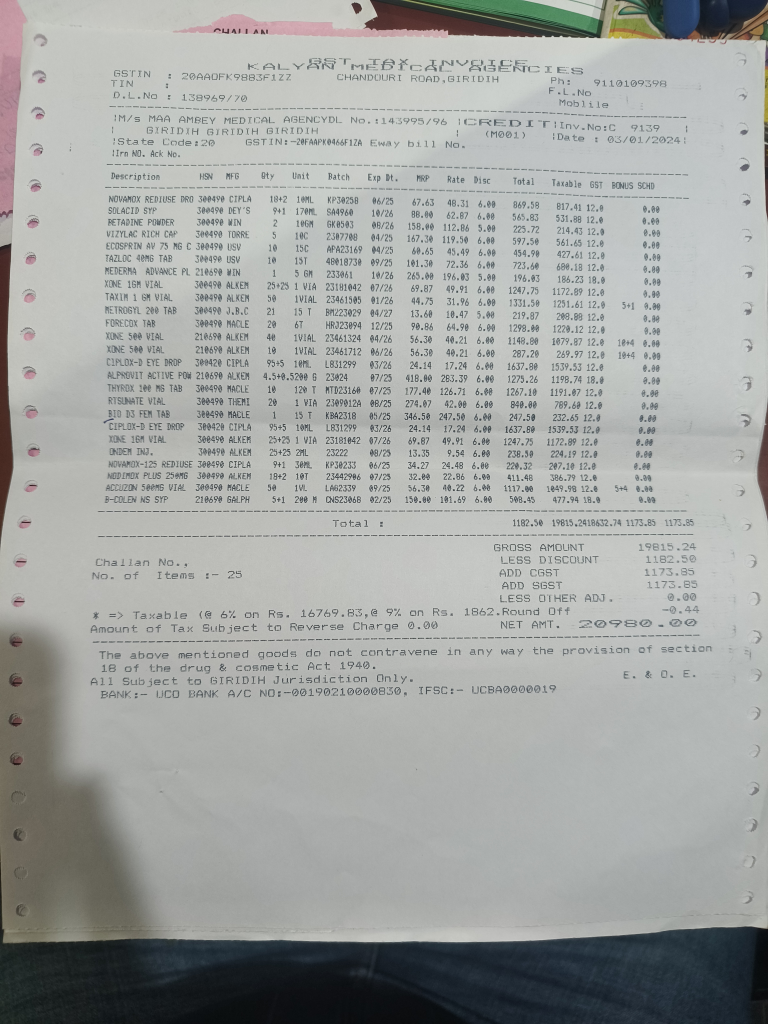 CHALLAN
GST TAX INVOICE
KALYAN MEDICAL AGENCIES
GSTIN : 20AAOFK9883F1ZZ CHANDOURI ROAD,GIRIDIH Ph: 9110109398
TIN : F.L.No
D.L.No : 138969/70 Moblile
|M/s MAA AMBEY MEDICAL AGENCYDL No.:143995/96 |CREDIT|Inv.No:C 9139 |
| GIRIDIH GIRIDIH GIRIDIH | (M001) |Date : 03/01/2024|
|State Code:20 GSTIN:-20FAAPK0466F1ZA Eway bill No.
|Irn NO. Ack No.
Description HSN MFG Qty Unit Batch Exp Dt. MRP Rate Disc Total Taxable GST BONUS SCHD
NOVAMOX REDIUSE DRO 300490 CIPLA 18+2 10ML KP30258 06/25 67.63 48.31 6.00 869.58 817.41 12.0 0.00
SOLACID SYP 300490 DEY'S 9+1 170ML SA4960 10/26 88.00 62.87 6.00 565.83 531.88 12.0 0.00
BETADINE POWDER 300490 WIN 2 10GM GK0503 08/26 158.00 112.86 5.00 225.72 214.43 12.0 0.00
VIZYLAC RICH CAP 300490 TORRE 5 10C 2307708 04/25 167.30 119.50 6.00 597.50 561.65 12.0 0.00
ECOSPRIN AV 75 MG C 300490 USV 10 15C APA23169 04/25 60.65 45.49 6.00 454.90 427.61 12.0 0.00
TAZLOC 40MG TAB 300490 USV 10 15T 48018730 09/25 101.30 72.36 6.00 723.60 680.18 12.0 0.00
MEDERMA ADVANCE PL 210690 WIN 1 5 GM 233061 10/26 265.00 196.03 5.00 196.03 186.23 18.0 0.00
XONE 1GM VIAL 300490 ALKEM 25+25 1 VIA 23181042 07/26 69.87 49.91 6.00 1247.75 1172.89 12.0 0.00
TAXIM 1 GM VIAL 300490 ALKEM 50 1VIAL 23461505 01/26 44.75 31.96 6.00 1331.50 1251.61 12.0 5+1 0.00
METROGYL 200 TAB 300490 J.B.C 21 15 T BM223029 04/27 13.60 10.47 5.00 219.87 208.88 12.0 0.00
FORECOX TAB 300490 MACLE 20 6T HRJ23094 12/25 90.86 64.90 6.00 1298.00 1220.12 12.0 0.00
XONE 500 VIAL 210690 ALKEM 40 1VIAL 23461324 04/26 56.30 40.21 6.00 1148.80 1079.87 12.0 10+4 0.00
XONE 500 VIAL 210690 ALKEM 10 1VIAL 23461712 06/26 56.30 40.21 6.00 287.20 269.97 12.0 10+4 0.00
CIPLOX-D EYE DROP 300420 CIPLA 95+5 10ML LB31299 03/26 24.14 17.24 6.00 1637.80 1539.53 12.0 0.00
ALPROVIT ACTIVE POW 210690 ALKEM 4.5+0.5200 G 23024 07/25 418.00 283.39 6.00 1275.26 1198.74 18.0 0.00
THYROX 100 MG TAB 300490 MACLE 10 120 T MTD23160 07/25 177.40 126.71 6.00 1267.10 1191.07 12.0 0.00
RTSUNATE VIAL 300490 THEMI 20 1 VIA 2309012A 08/25 274.07 42.00 6.00 840.00 789.60 12.0 0.00
BIO D3 FEM TAB 300490 MACLE 1 15 T KBA2318 05/25 346.50 247.50 6.00 247.50 232.65 12.0 0.00
CIPLOX-D EYE DROP 300420 CIPLA 95+5 10ML LB31299 03/26 24.14 17.24 6.00 1637.80 1539.53 12.0 0.00
XONE 1GM VIAL 300490 ALKEM 25+25 1 VIA 23181042 07/26 69.87 49.91 6.00 1247.75 1172.89 12.0 0.00
ONDEM INJ. 300490 ALKEM 25+25 2ML 23222 08/25 13.35 9.54 6.00 238.50 224.19 12.0 0.00
NOVAMOX-125 REDIUSE 300490 CIPLA 9+1 30ML KP30233 06/25 34.27 24.48 6.00 220.32 207.10 12.0 0.00
NODIMOX PLUS 250MG 300490 ALKEM 18+2 10T 23442906 07/25 32.00 22.86 6.00 411.48 386.79 12.0 0.00
ACCUZON 500MG VIAL 300490 MACLE 50 1VL LA62339 09/25 56.30 40.22 6.00 1117.00 1049.98 12.0 5+4 0.00
B-COLEN NS SYP 210690 GALPH 5+1 200 M CNS23068 02/25 150.00 101.69 6.00 508.45 477.94 18.0 0.00
Total : 1182.50 19815.2418632.74 1173.85 1173.85
GROSS AMOUNT 19815.24
Challan No., LESS DISCOUNT 1182.50
No. of Items :- 25 ADD CGST 1173.85
ADD SGST 1173.85
LESS OTHER ADJ. 0.00
* => Taxable (@ 6% on Rs. 16769.83,@ 9% on Rs. 1862.Round Off -0.44
Amount of Tax Subject to Reverse Charge 0.00 NET AMT. 20980.00
The above mentioned goods do not contravene in any way the provision of section
18 of the drug & cosmetic Act 1940.
All Subject to GIRIDIH Jurisdiction Only. E. & O. E.
BANK:- UCO BANK A/C NO:-00190210000830, IFSC:- UCBA0000019